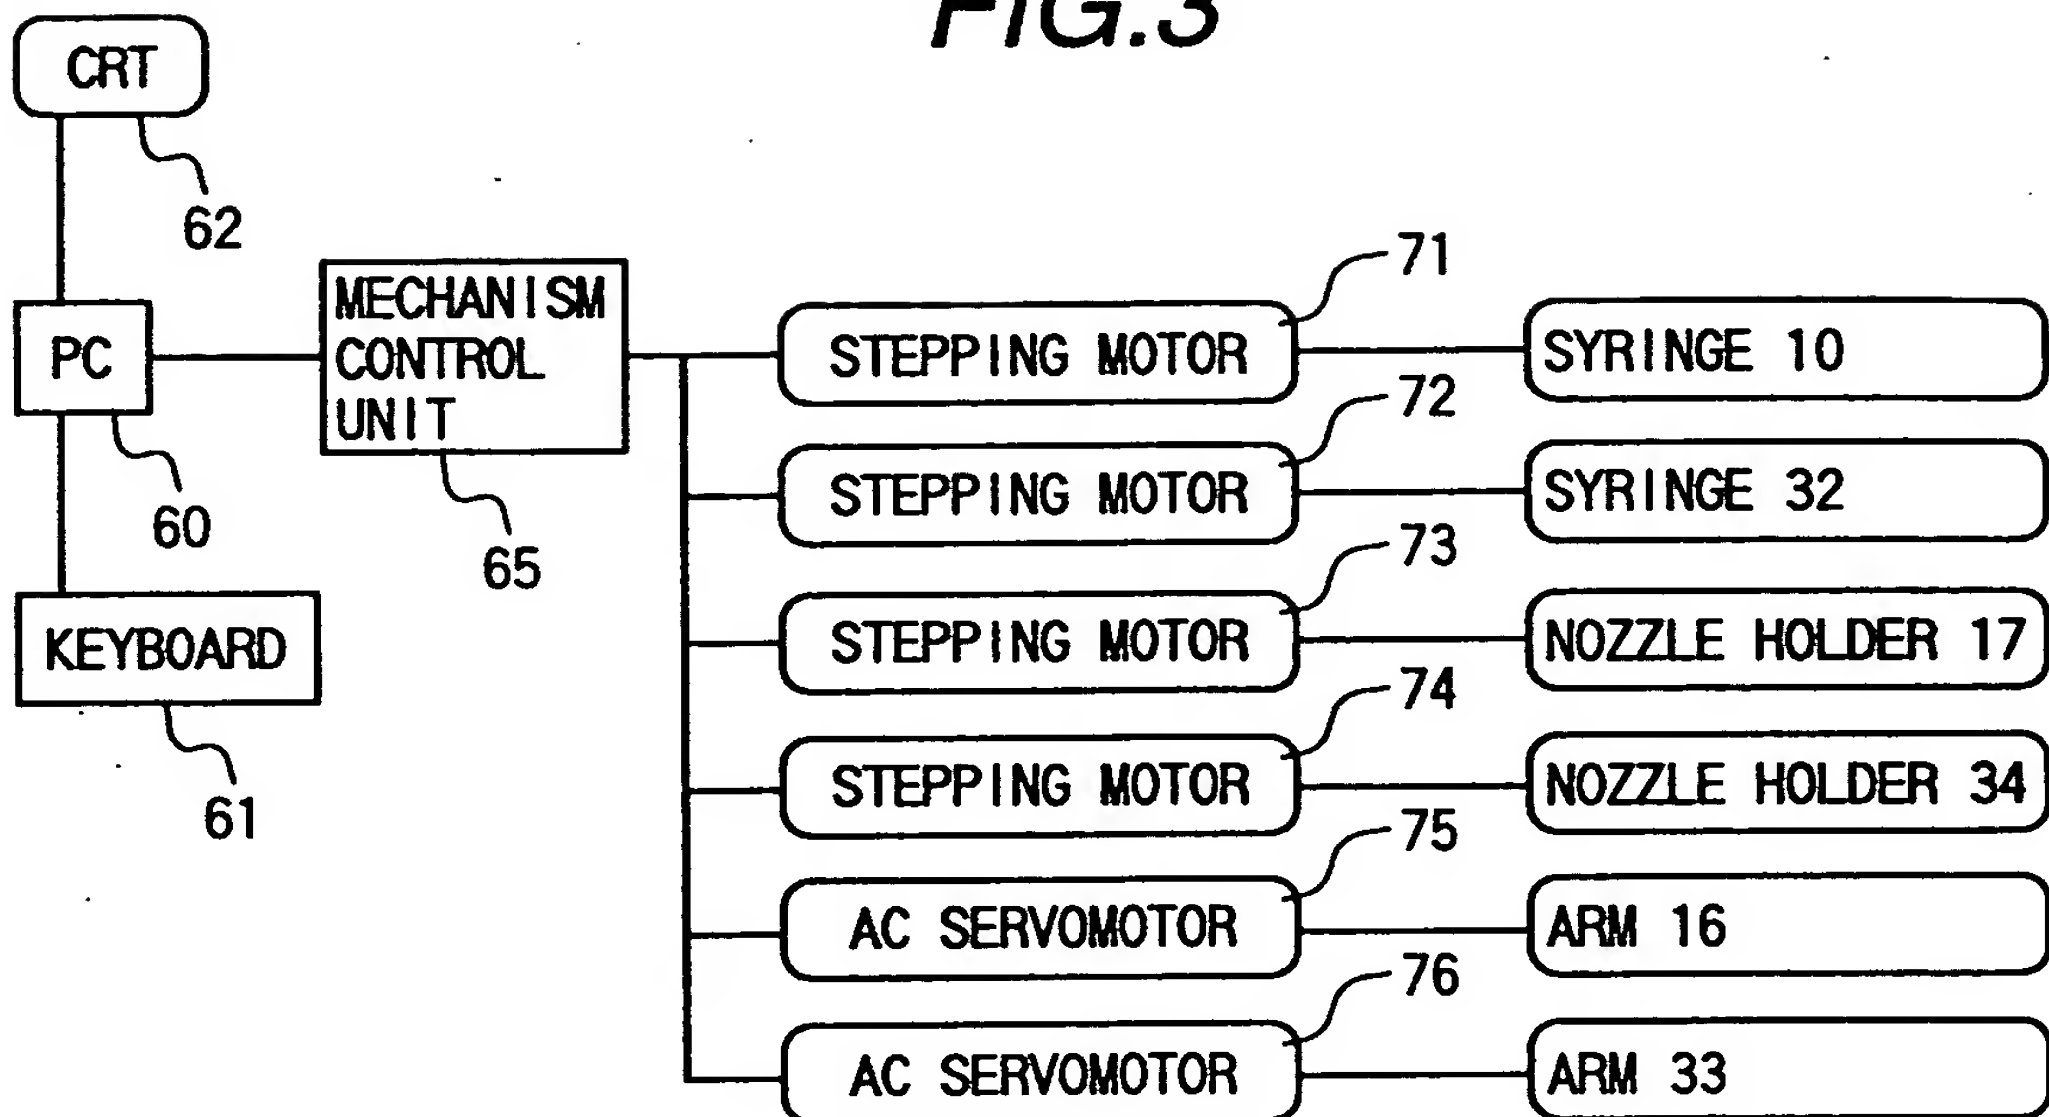 FIG.3
CRT
62
PC
60
KEYBOARD
61
MECHANISM
CONTROL
UNIT
65
STEPPING MOTOR
71
SYRINGE 10
STEPPING MOTOR
72
SYRINGE 32
STEPPING MOTOR
73
NOZZLE HOLDER 17
STEPPING MOTOR
74
NOZZLE HOLDER 34
AC SERVOMOTOR
75
ARM 16
AC SERVOMOTOR
76
ARM 33